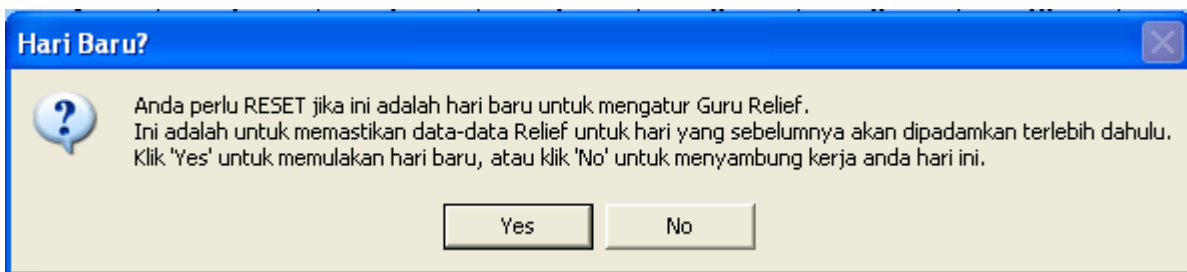 Hari Baru?
Anda perlu RESET jika ini adalah hari baru untuk mengatur Guru Relief.
Ini adalah untuk memastikan data-data Relief untuk hari yang sebelumnya akan dipadamkan terlebih dahulu.
Klik 'Yes' untuk memulakan hari baru, atau klik 'No' untuk menyambung kerja anda hari ini.
Yes No